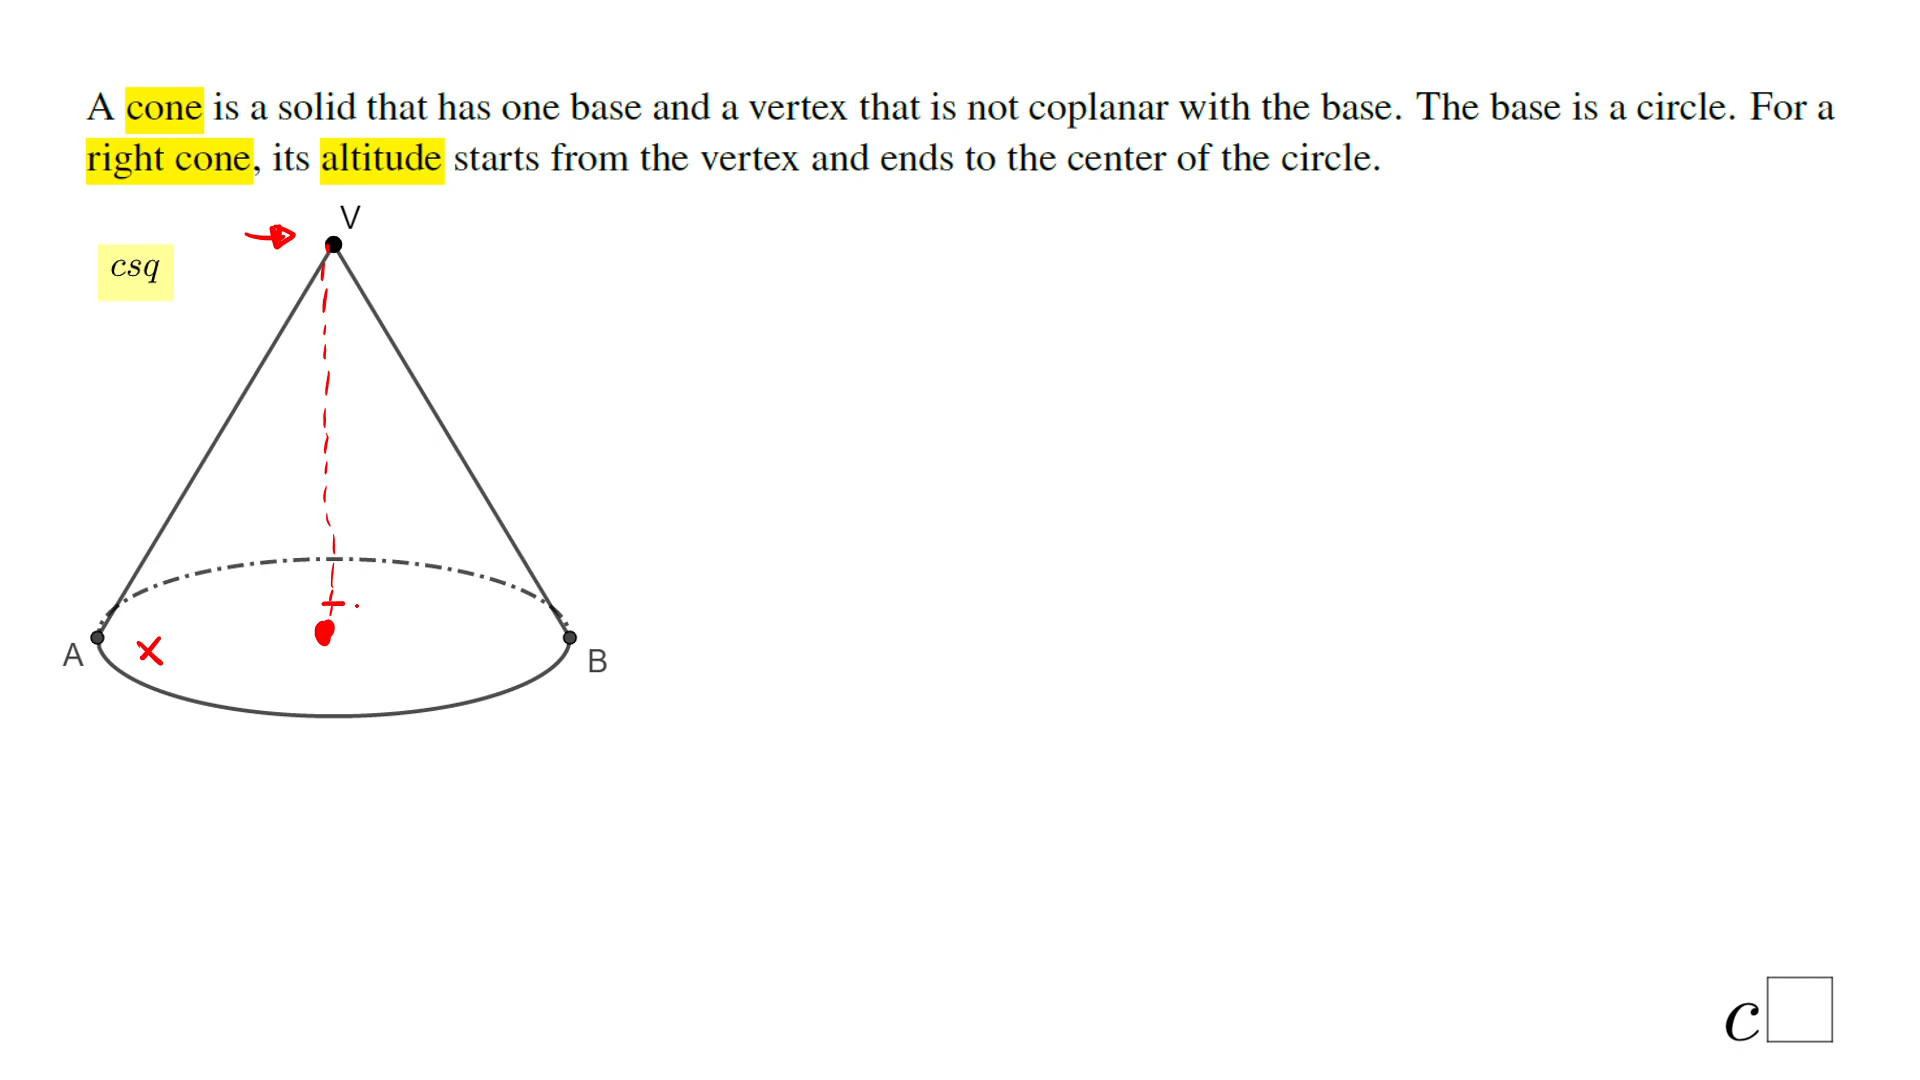 A cone is a solid that has one base and a vertex that is not coplanar with the base. The base is a circle. For a
right cone, its altitude starts from the vertex and ends to the center of the circle.
V
csq
A
B
c